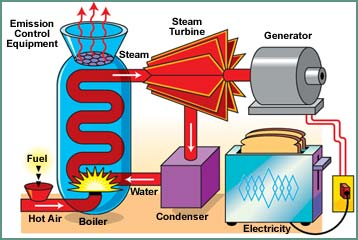 Emission
Control
Equipment
Steam
Turbine
Generator
Steam
Fuel
Water
Hot Air
Boiler
Condenser
Electricity